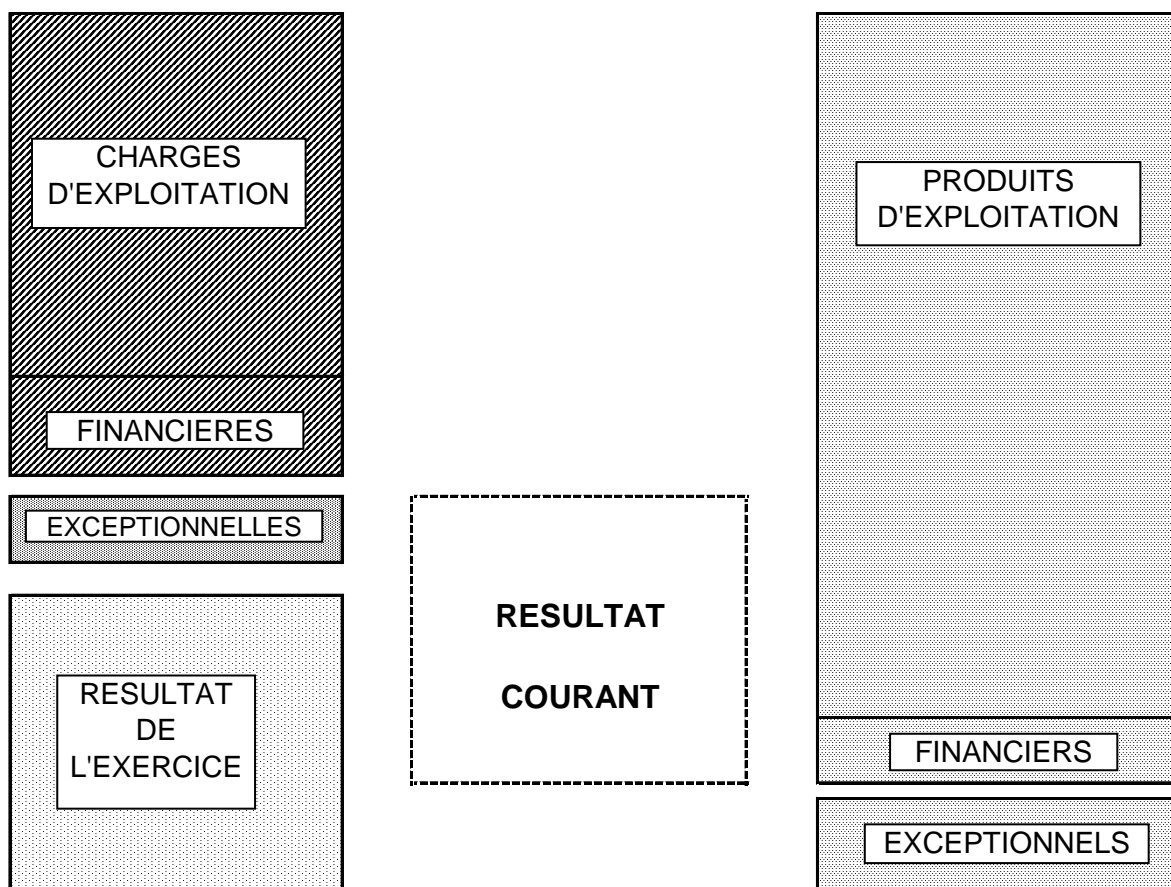 CHARGES
D'EXPLOITATION
FINANCIERES
EXCEPTIONNELLES
RESULTAT
DE
L'EXERCICE
RESULTAT
COURANT
PRODUITS
D'EXPLOITATION
FINANCIERS
EXCEPTIONNELS